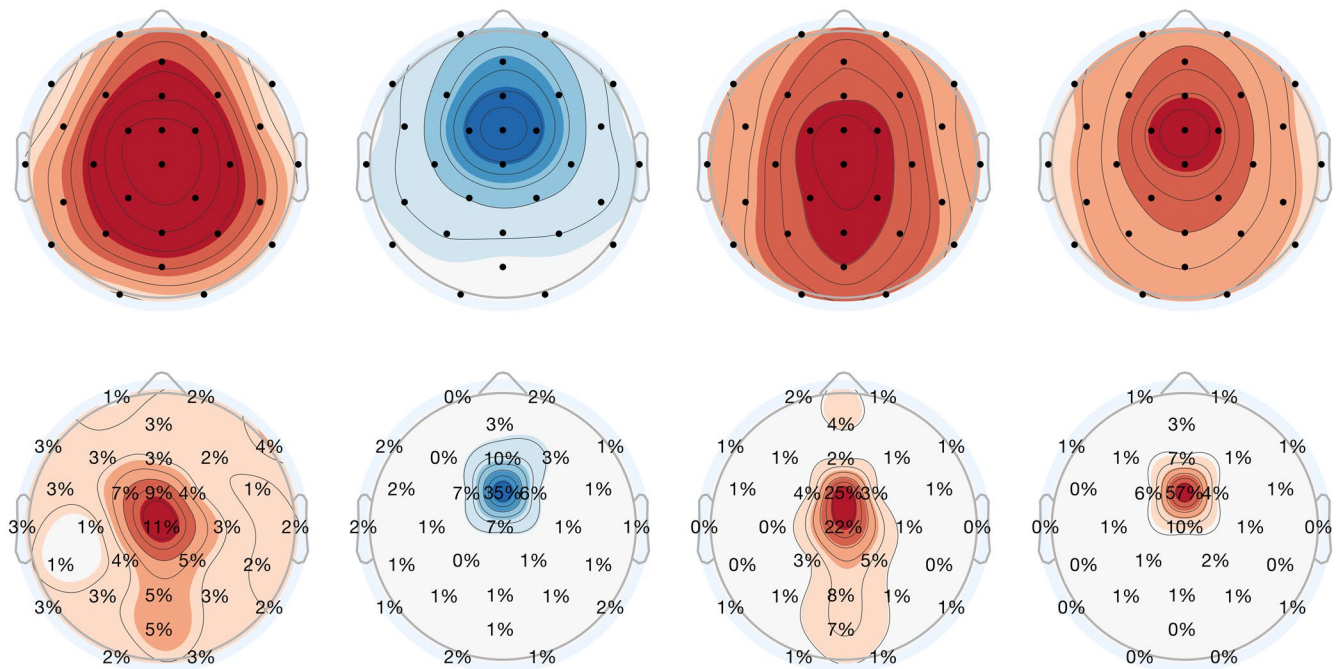 1% 2% 0% 2% 2% 1% 1% 1%
3% 3% 4% 3%
3% 4% 2% 1% 1% 1% 1% 1%
3% 3% 2% 0% 10% 3% 1% 2% 1% 1% 7% 1%
3% 7% 9% 4% 1% 2% 7% 35% 6% 1% 1% 4% 25% 3% 1% 0% 6% 57% 4% 0%
3% 1% 11% 3% 2% 2% 1% 7% 1% 1% 0% 0% 22% 1% 0% 0% 1% 10% 1% 0%
1% 4% 5% 2% 1% 0% 1% 1% 0% 3% 5% 0% 1% 1% 2% 0%
3% 3% 5% 3% 2% 1% 1% 1% 1% 2% 1% 1% 8% 1% 1% 0% 1% 1% 1% 1%
5% 1% 7% 0%
2% 3% 2% 1% 1% 1% 0% 0%